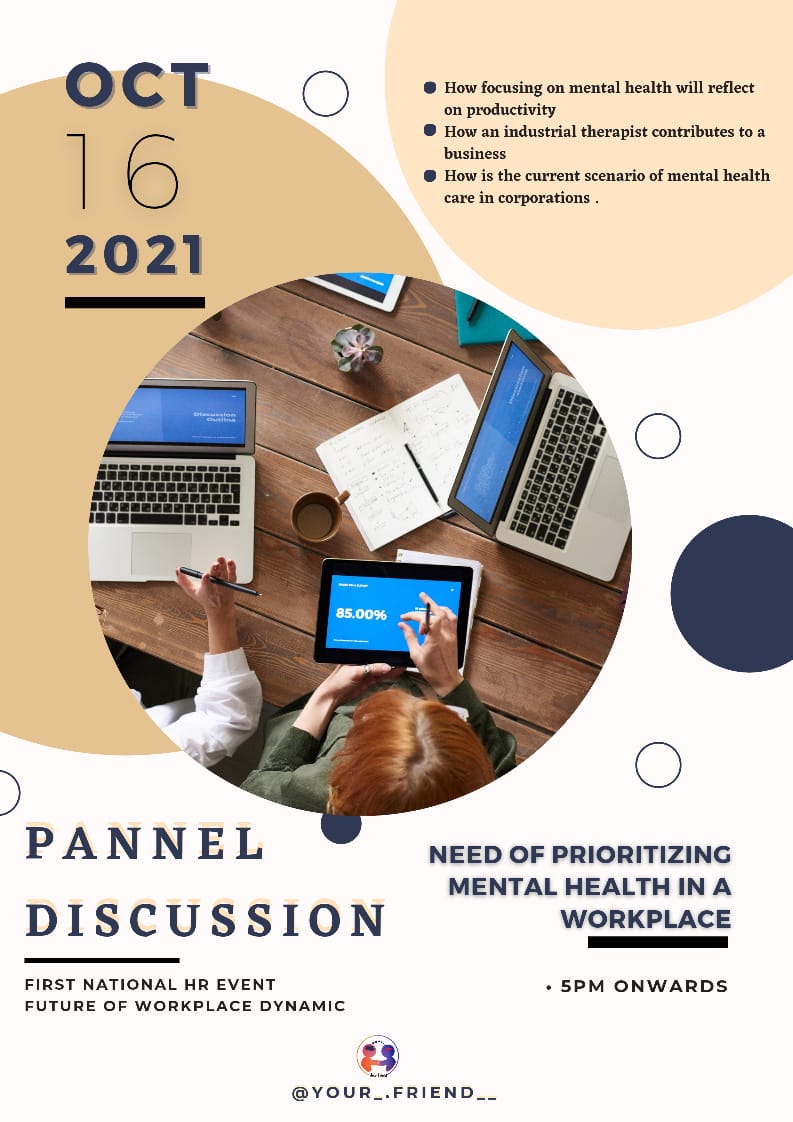 OCT
16
2021
How focusing on mental health will reflect
on productivity
How an industrial therapist contributes to a
business
How is the current scenario of mental health
care in corporations .
Discussion
Outline
85.00%
PANNEL
DISCUSSION
FIRST NATIONAL HR EVENT
FUTURE OF WORKPLACE DYNAMIC
NEED OF PRIORITIZING
MENTAL HEALTH IN A
WORKPLACE
• 5PM ONWARDS
@YOUR_.FRIEND__